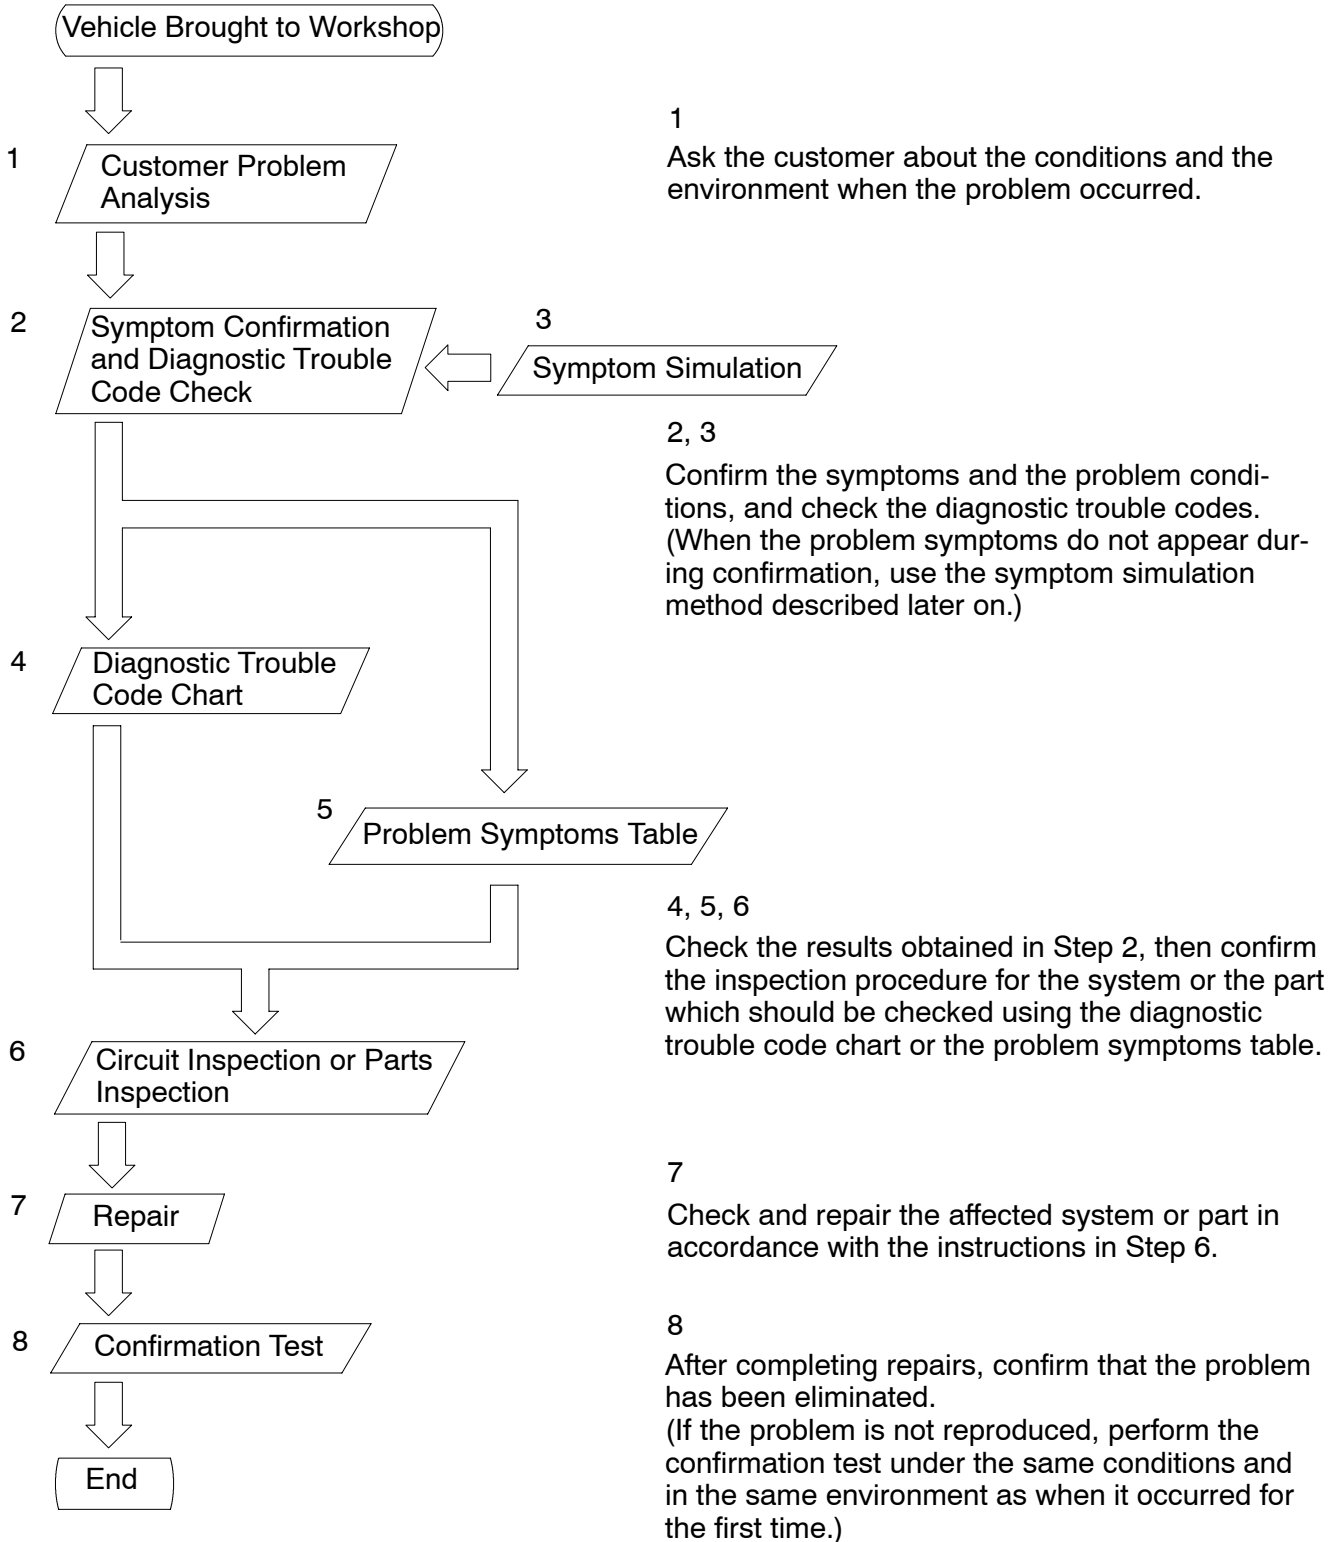 Vehicle Brought to Workshop
1
Customer Problem
Analysis
1
Ask the customer about the conditions and the
environment when the problem occurred.
2
Symptom Confirmation
and Diagnostic Trouble
Code Check
3
Symptom Simulation
2, 3
Confirm the symptoms and the problem condi-
tions, and check the diagnostic trouble codes.
(When the problem symptoms do not appear dur-
ing confirmation, use the symptom simulation
method described later on.)
4
Diagnostic Trouble
Code Chart
5
Problem Symptoms Table
4, 5, 6
Check the results obtained in Step 2, then confirm
the inspection procedure for the system or the part
which should be checked using the diagnostic
trouble code chart or the problem symptoms table.
6
Circuit Inspection or Parts
Inspection
7
Repair
7
Check and repair the affected system or part in
accordance with the instructions in Step 6.
8
Confirmation Test
8
After completing repairs, confirm that the problem
has been eliminated.
(If the problem is not reproduced, perform the
confirmation test under the same conditions and
in the same environment as when it occurred for
the first time.)
End